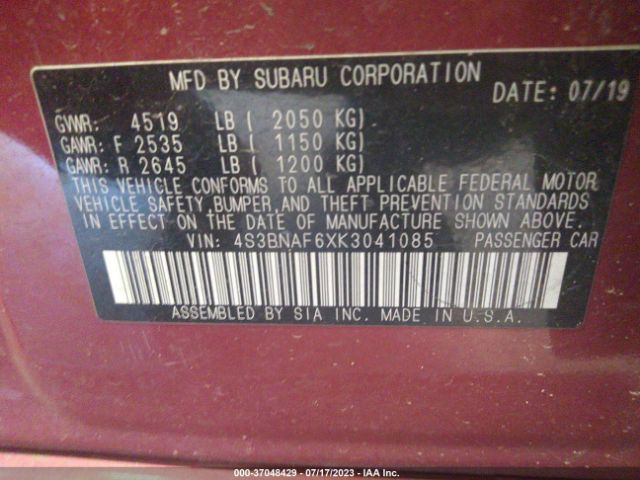 MFD BY SUBARU CORPORATION
DATE: 07/19
GVWR: 4519 LB ( 2050 KG)
GAWR: F 2535 LB ( 1150 KG)
GAWR: R 2645 LB ( 1200 KG)
THIS VEHICLE CONFORMS TO ALL APPLICABLE FEDERAL MOTOR
VEHICLE SAFETY, BUMPER, AND THEFT PREVENTION STANDARDS
IN EFFECT ON THE DATE OF MANUFACTURE SHOWN ABOVE.
VIN: 4S3BNAF6XK3041085 PASSENGER CAR
ASSEMBLED BY SIA INC. MADE IN U.S.A.
000-37048429 - 07/17/2023 - IAA Inc.